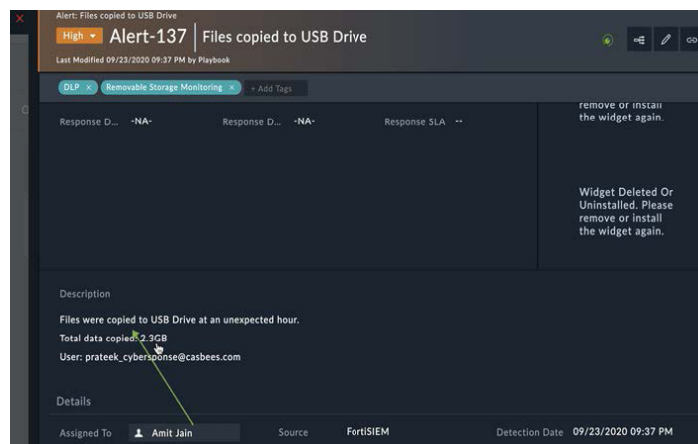 Alert: Files copied to USB Drive
High Alert-137 Files copied to USB Drive
Last Modified 09/23/2020 09:37 PM by Playbook
DLP × Removable Storage Monitoring × + Add Tags
remove or install
the widget again.
Response D... -NA- Response D... -NA- Response SLA --
Widget Deleted Or
Uninstalled. Please
remove or install
the widget again.
Description
Files were copied to USB Drive at an unexpected hour.
Total data copied: 2.3GB
User: prateek_cybersponse@casbees.com
Details
Assigned To Amit Jain Source FortiSIEM Detection Date 09/23/2020 09:37 PM